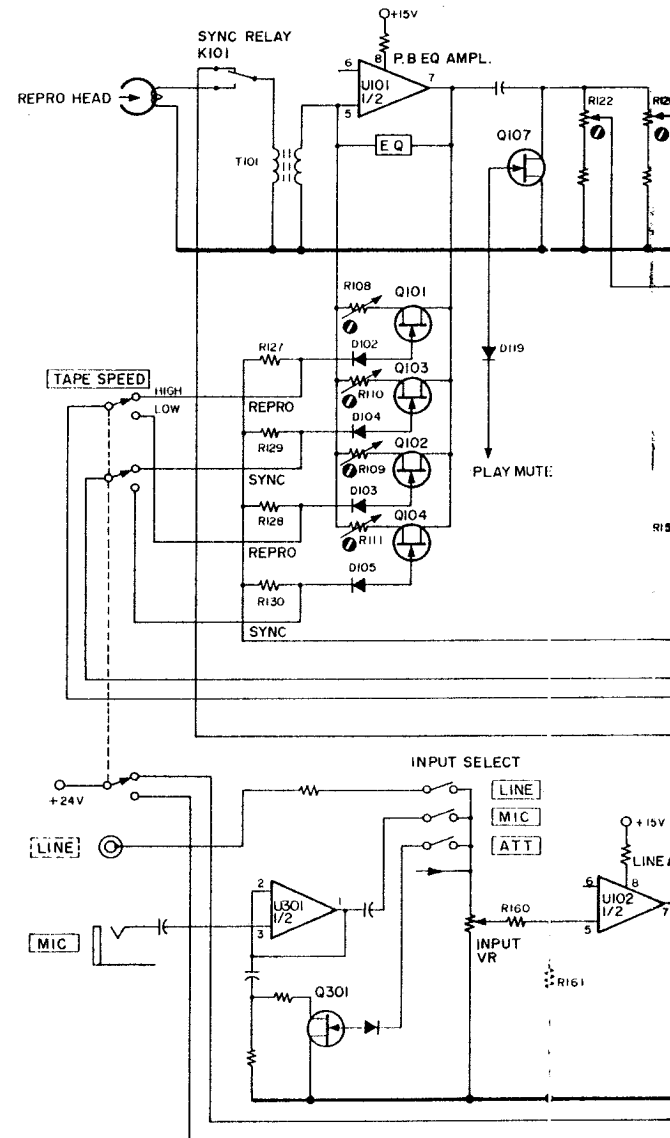 +15V
SYNC RELAY
K101
6
8
P.B EQ AMPL.
7
U101
1/2
5
REPRO HEAD
T101
EQ
Q107
R122
R108
Q101
R127
D102
Q103
TAPE SPEED
HIGH
LOW
REPRO
R110
D104
D119
R129
Q102
SYNC
R109
PLAY MUTE
D103
R128
Q104
REPRO
R111
D105
R130
SYNC
INPUT SELECT
+24V
LINE
MIC
ATT
LINE
+15V
2
U301
1/2
1
3
MIC
6
8
U102
1/2
7
5
R160
INPUT
VR
R161
Q301